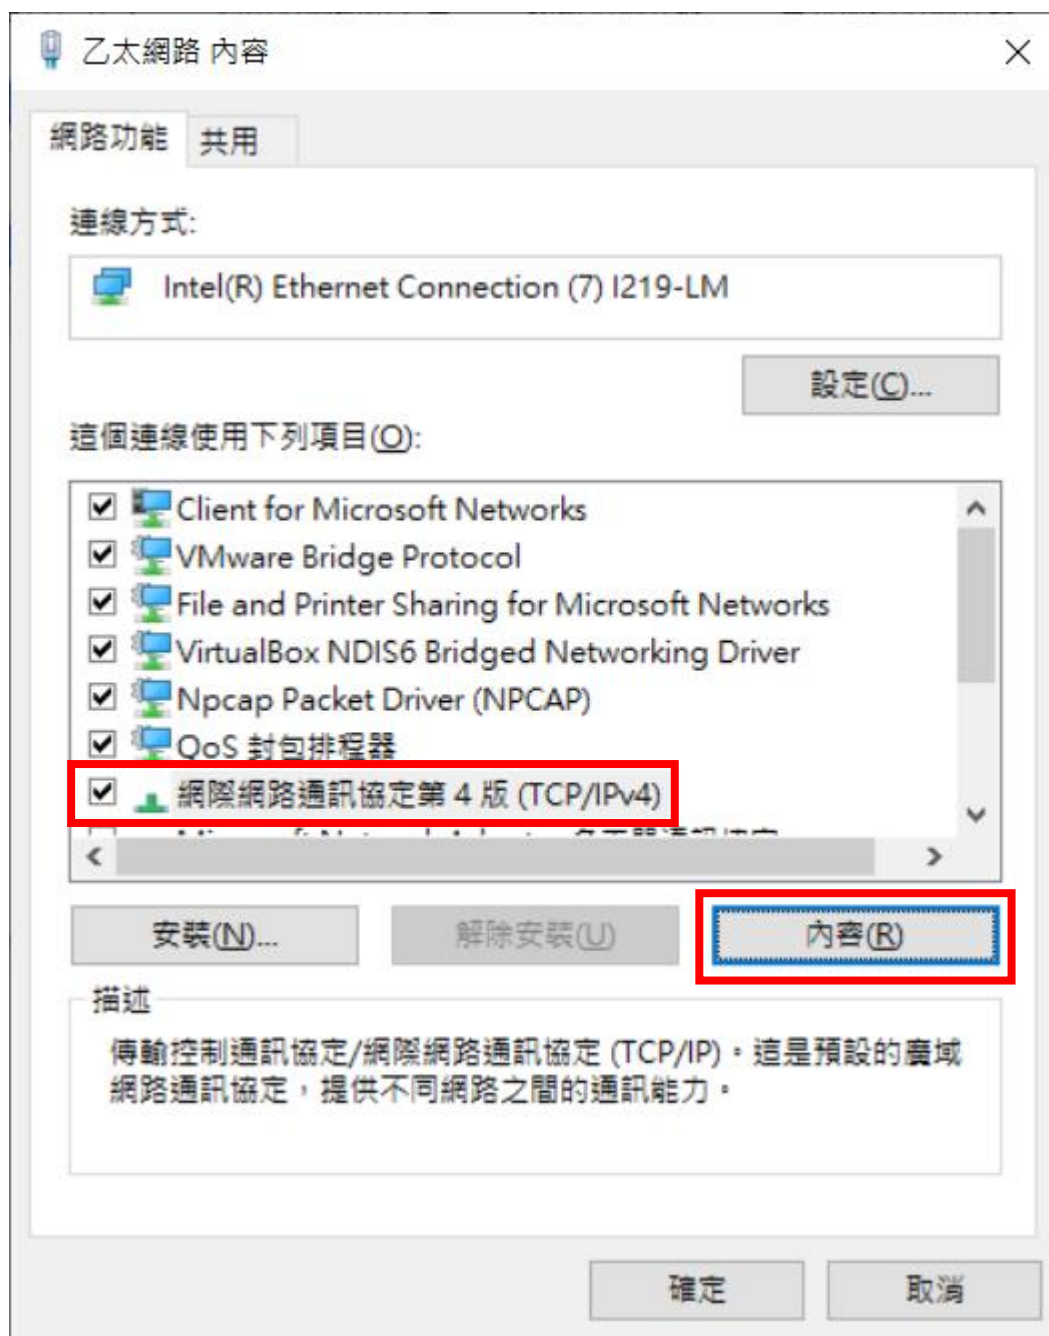 乙太網路 內容
網路功能
共用
連線方式:
Intel(R) Ethernet Connection (7) I219-LM
設定(C)...
這個連線使用下列項目(O):
Client for Microsoft Networks
VMware Bridge Protocol
File and Printer Sharing for Microsoft Networks
VirtualBox NDIS6 Bridged Networking Driver
Npcap Packet Driver (NPCAP)
QoS 封包排程器
網際網路通訊協定第 4 版 (TCP/IPv4)
安裝(N)...
解除安裝(U)
內容(R)
描述
傳輸控制通訊協定/網際網路通訊協定 (TCP/IP)。這是預設的廣域
網路通訊協定，提供不同網路之間的通訊能力。
確定
取消